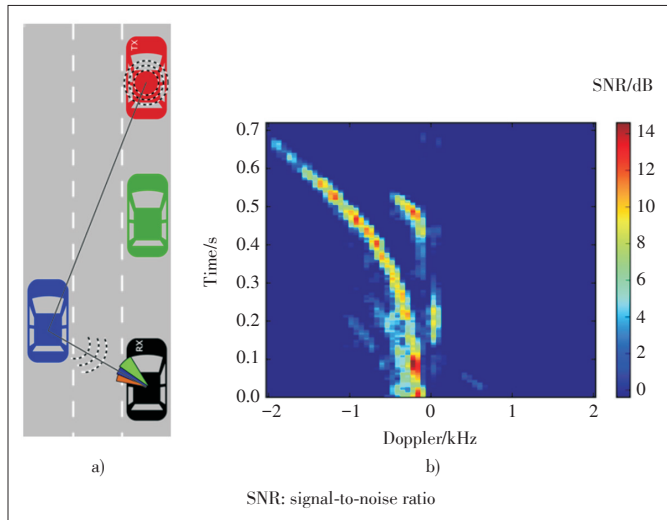 TX
RX
a)
SNR/dB
14
12
10
8
6
4
2
0
Time/s
0.7
0.6
0.5
0.4
0.3
0.2
0.1
0.0
−2 −1 0 1 2
Doppler/kHz
b)
SNR: signal-to-noise ratio